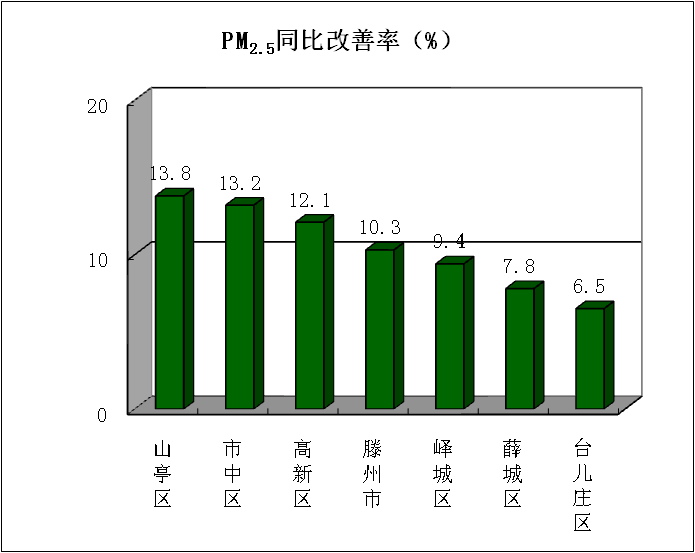 PM2.5同比改善率（%）
20
10
0
13.8
13.2
12.1
10.3
9.4
7.8
6.5
山亭区
市中区
高新区
滕州市
峄城区
薛城区
台儿庄区